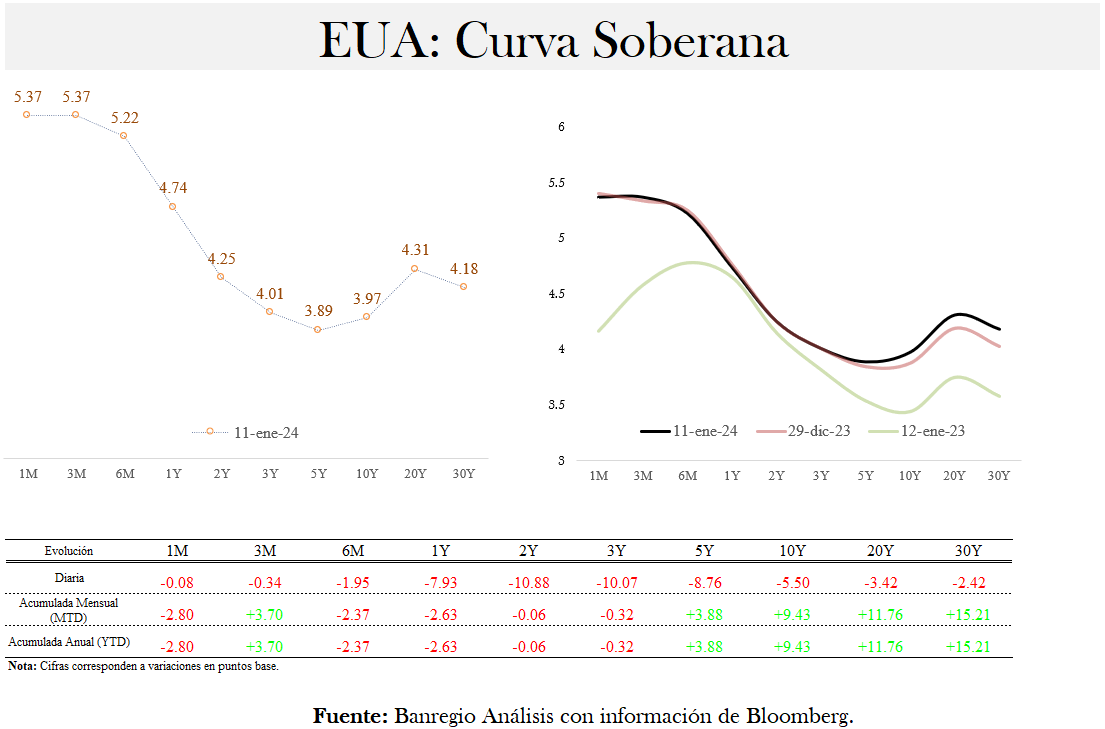 EUA: Curva Soberana
5.37 5.37 5.22 4.74 4.25 4.01 3.89 3.97 4.31 4.18
11-ene-24
1M 3M 6M 1Y 2Y 3Y 5Y 10Y 20Y 30Y
6
5.5
5
4.5
4
3.5
3
11-ene-24 29-dic-23 12-ene-23
1M 3M 6M 1Y 2Y 3Y 5Y 10Y 20Y 30Y
Evolución 1M 3M 6M 1Y 2Y 3Y 5Y 10Y 20Y 30Y
Diaria -0.08 -0.34 -1.95 -7.93 -10.88 -10.07 -8.76 -5.50 -3.42 -2.42
Acumulada Mensual
(MTD) -2.80 +3.70 -2.37 -2.63 -0.06 -0.32 +3.88 +9.43 +11.76 +15.21
Acumulada Anual (YTD) -2.80 +3.70 -2.37 -2.63 -0.06 -0.32 +3.88 +9.43 +11.76 +15.21
Nota: Cifras corresponden a variaciones en puntos base.
Fuente: Banregio Análisis con información de Bloomberg.